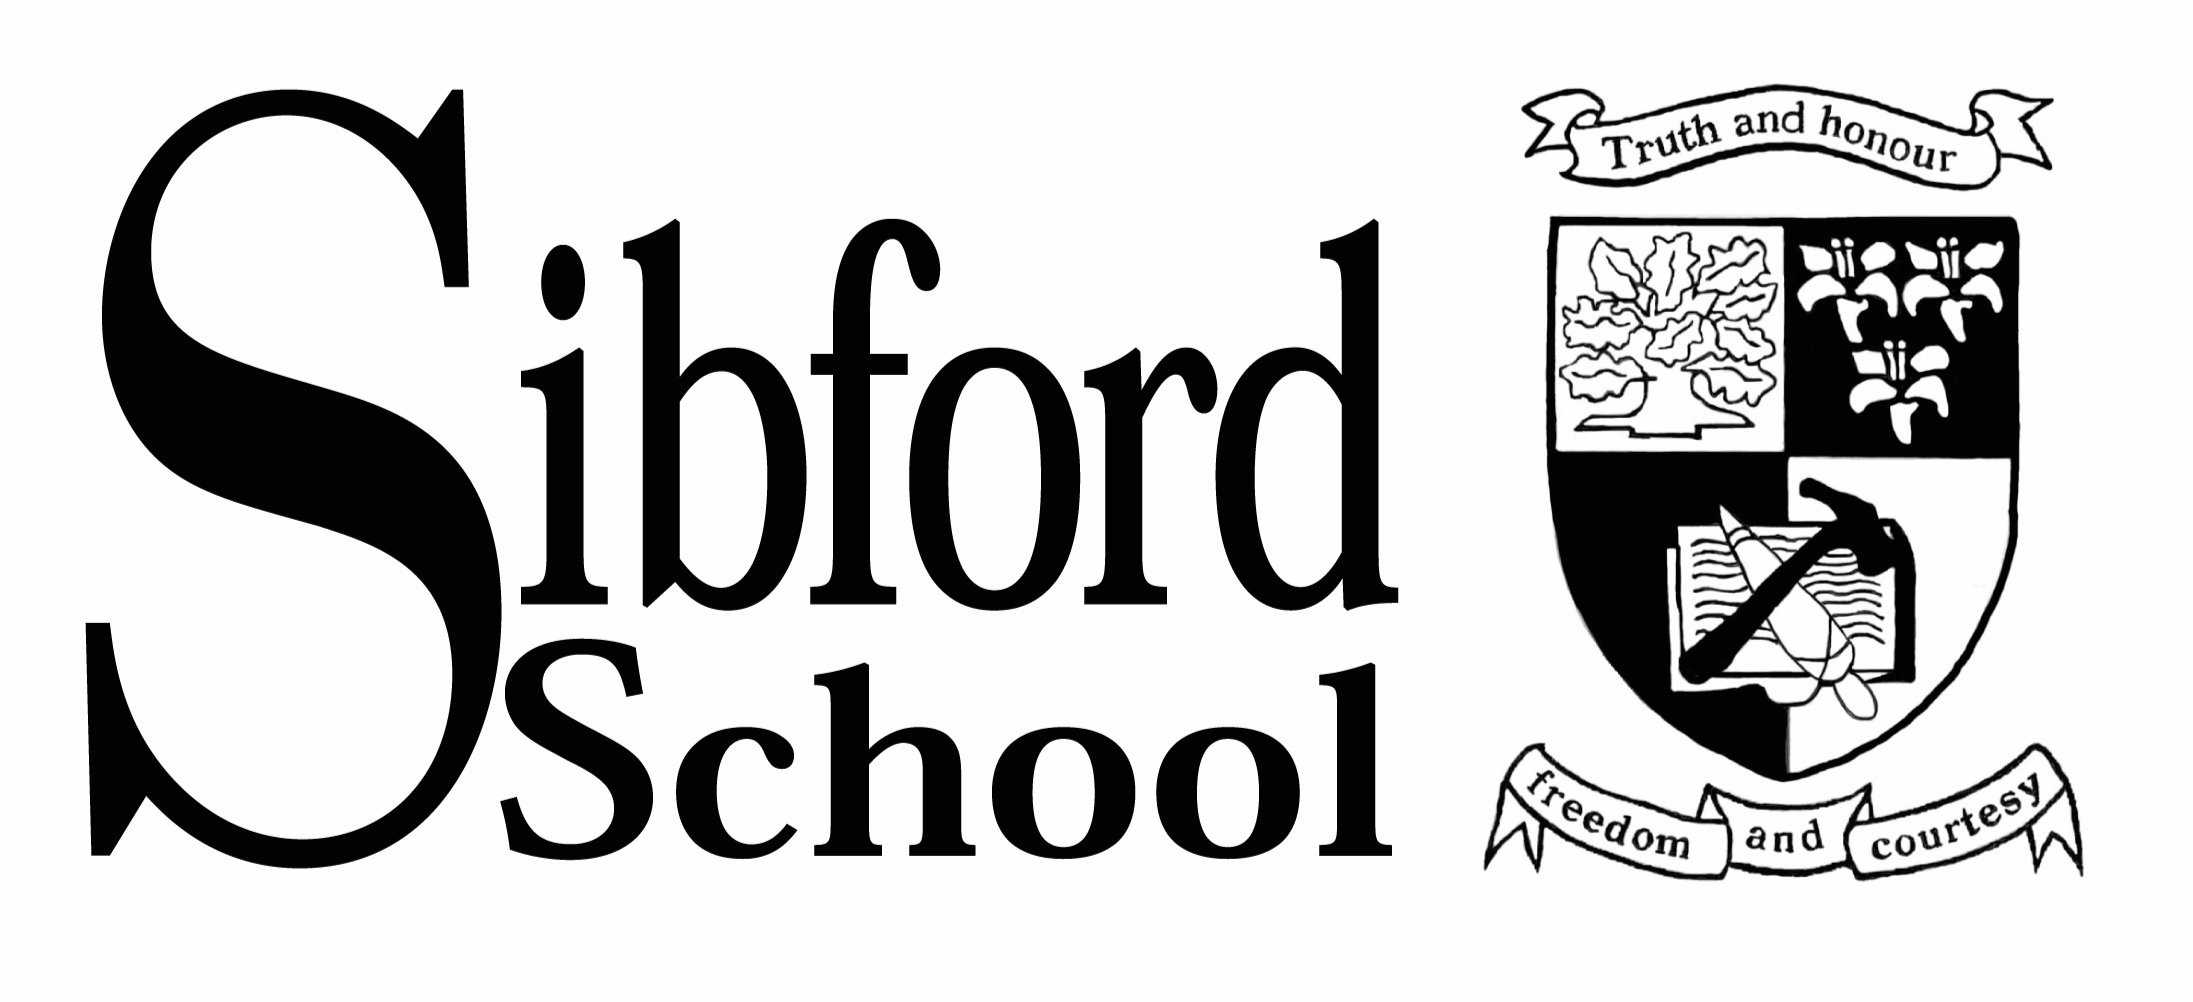 Sibford
School
Truth and honour
freedom and courtesy